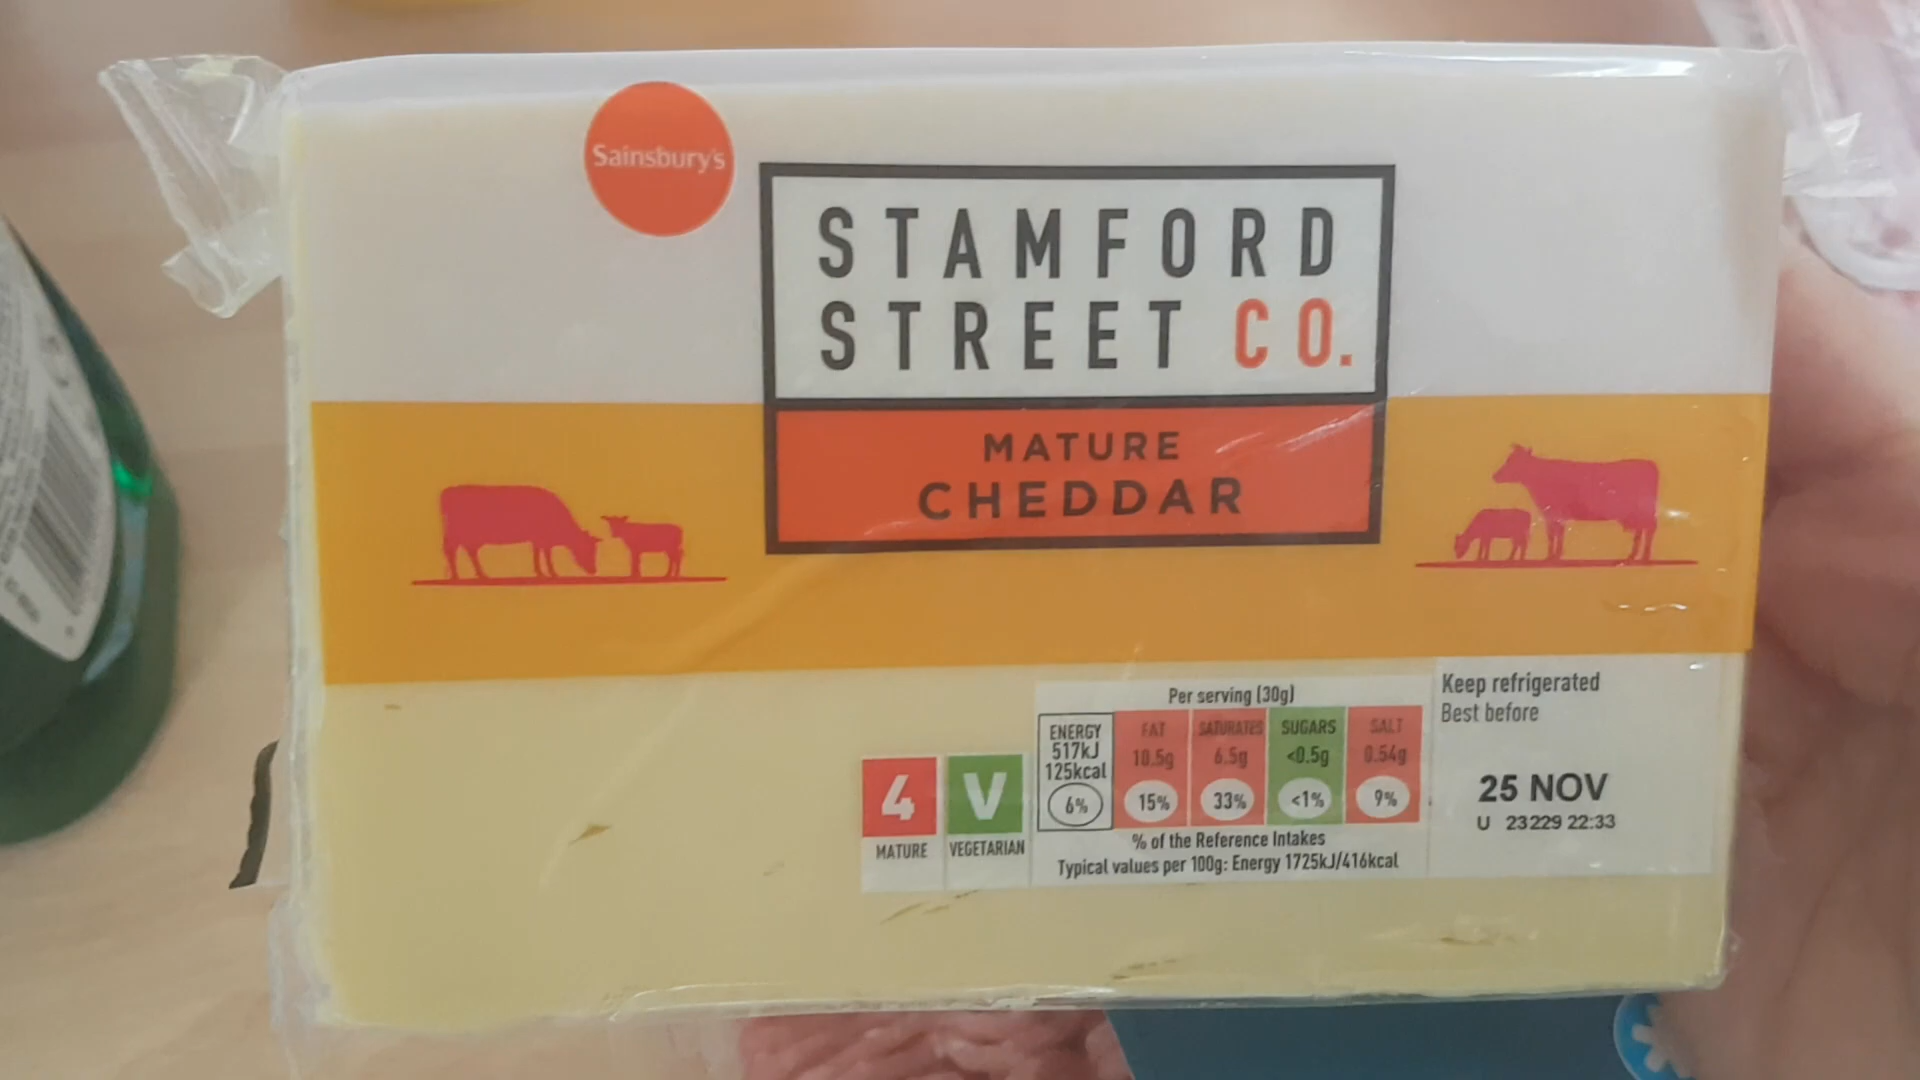 Sainsbury's
STAMFORD
STREET CO.
MATURE
CHEDDAR
Per serving (30g)
ENERGY
517kJ
125kcal
6%
FAT
10.5g
15%
SATURATES
6.5g
33%
SUGARS
<0.5g
<1%
SALT
0.54g
9%
% of the Reference Intakes
Typical values per 100g: Energy 1725kJ/416kcal
4
MATURE
V
VEGETARIAN
Keep refrigerated
Best before
25 NOV
U 23229 22:33